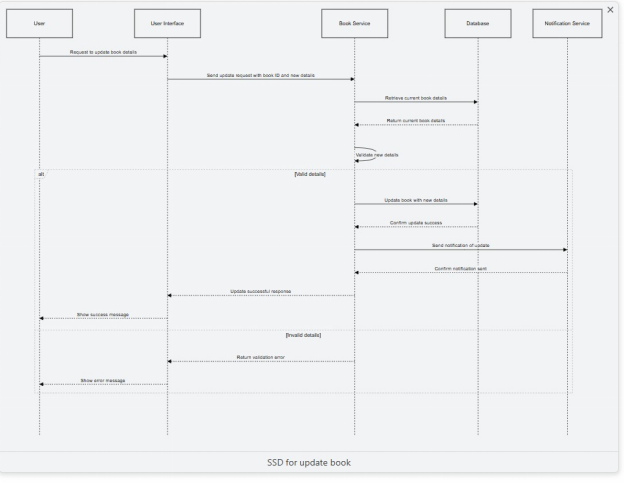 ×
User
User Interface
Book Service
Database
Notification Service
Request to update book details
Send update request with book ID and new details
Retrieve current book details
Return current book details
Validate new details
alt
[Valid details]
Update book with new details
Confirm update success
Send notification of update
Confirm notification sent
Update successful response
Show success message
[Invalid details]
Return validation error
Show error message
SSD for update book